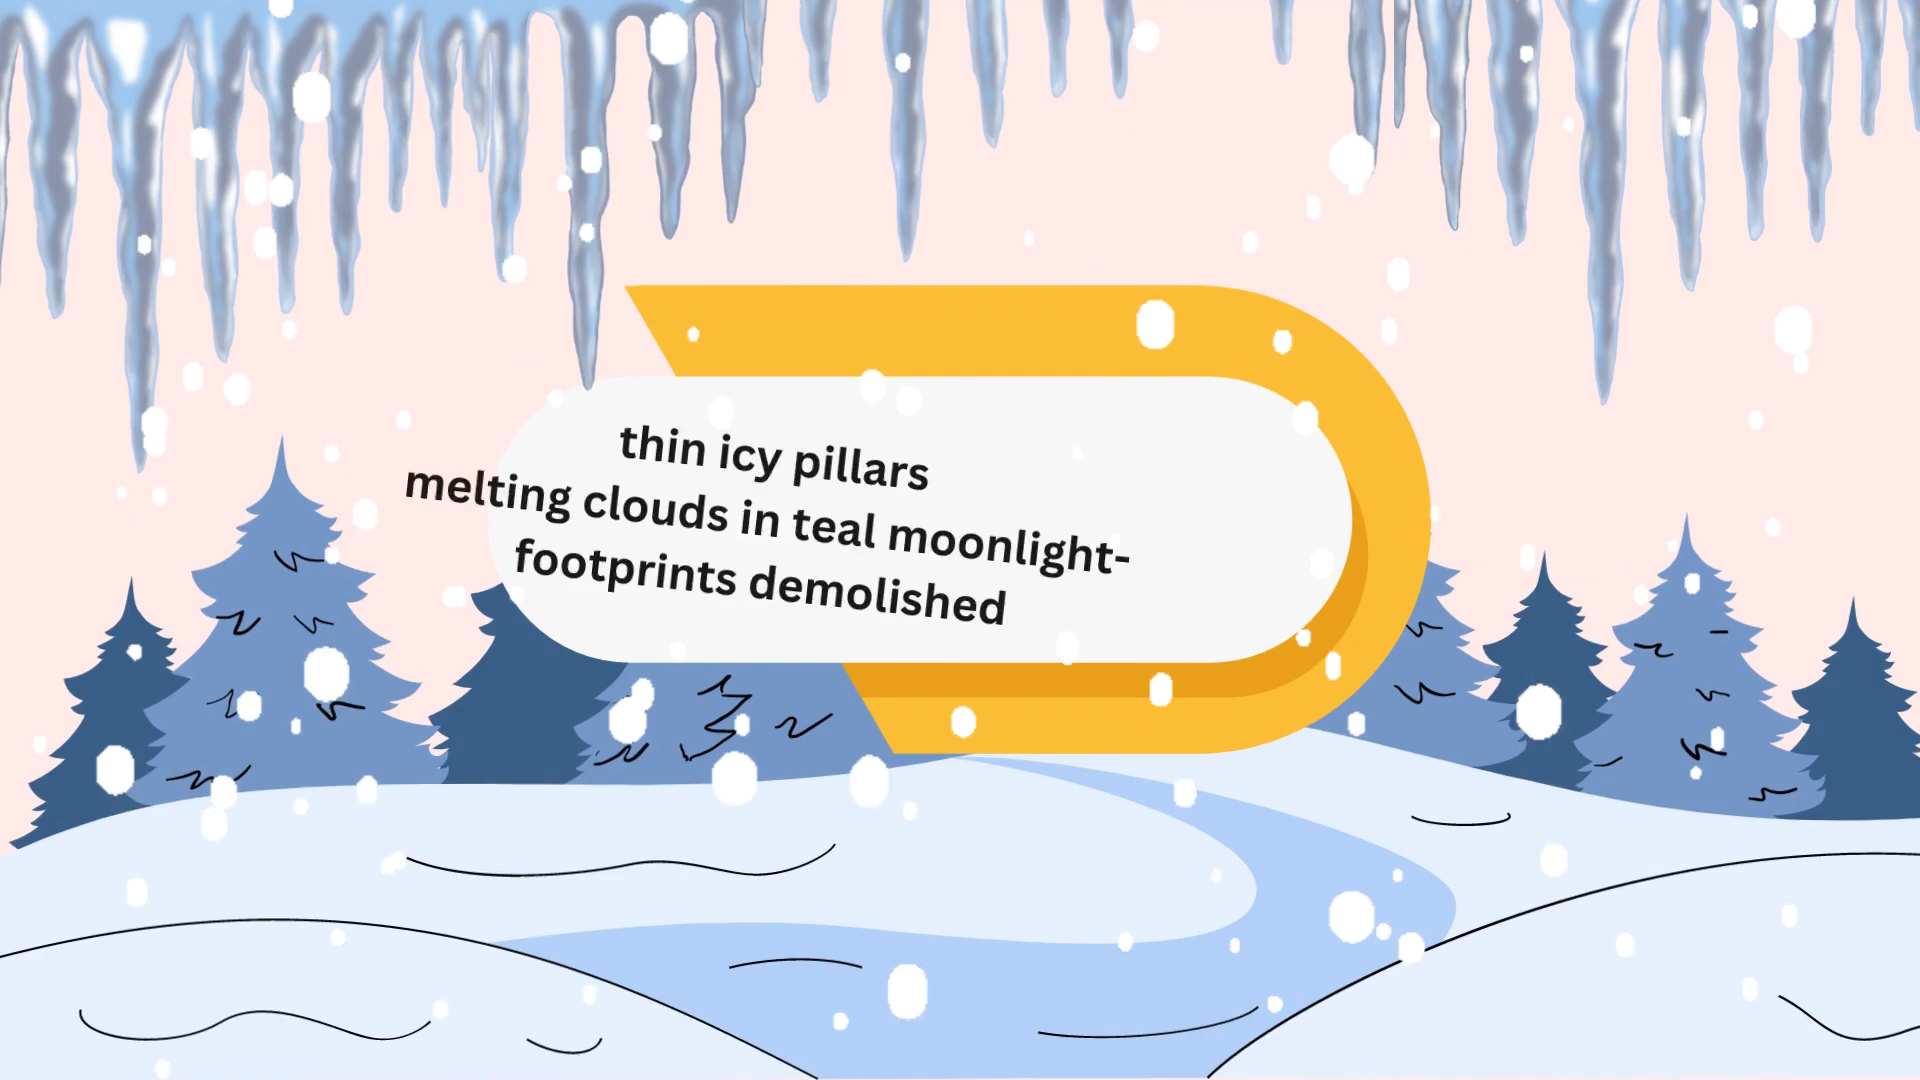 thin icy pillars
melting clouds in teal moonlight-
footprints demolished